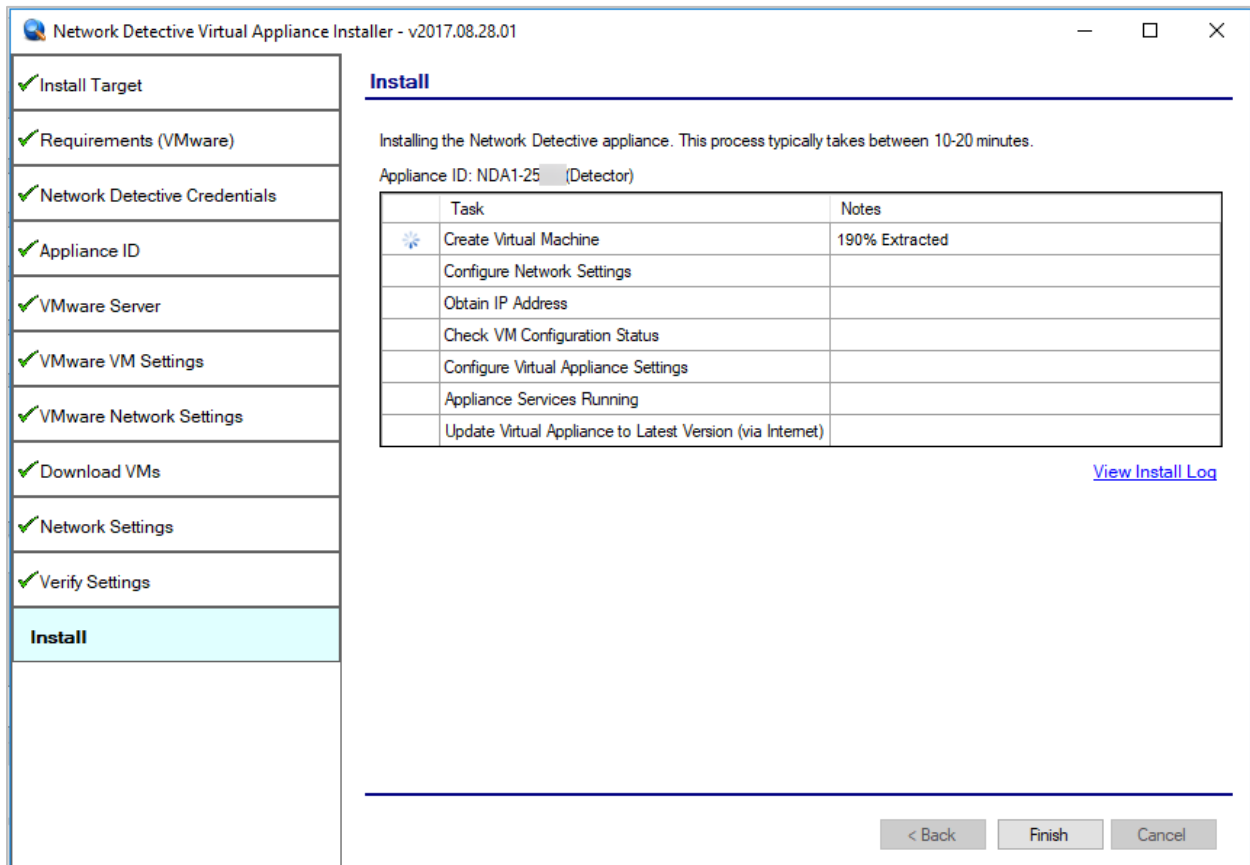 Network Detective Virtual Appliance Installer - v2017.08.28.01
Install Target
Requirements (VMware)
Network Detective Credentials
Appliance ID
VMware Server
VMware VM Settings
VMware Network Settings
Download VMs
Network Settings
Verify Settings
Install
Install
Installing the Network Detective appliance. This process typically takes between 10-20 minutes.
Appliance ID: NDA1-25 (Detector)
Task Notes
Create Virtual Machine 190% Extracted
Configure Network Settings
Obtain IP Address
Check VM Configuration Status
Configure Virtual Appliance Settings
Appliance Services Running
Update Virtual Appliance to Latest Version (via Internet)
View Install Log
< Back Finish Cancel